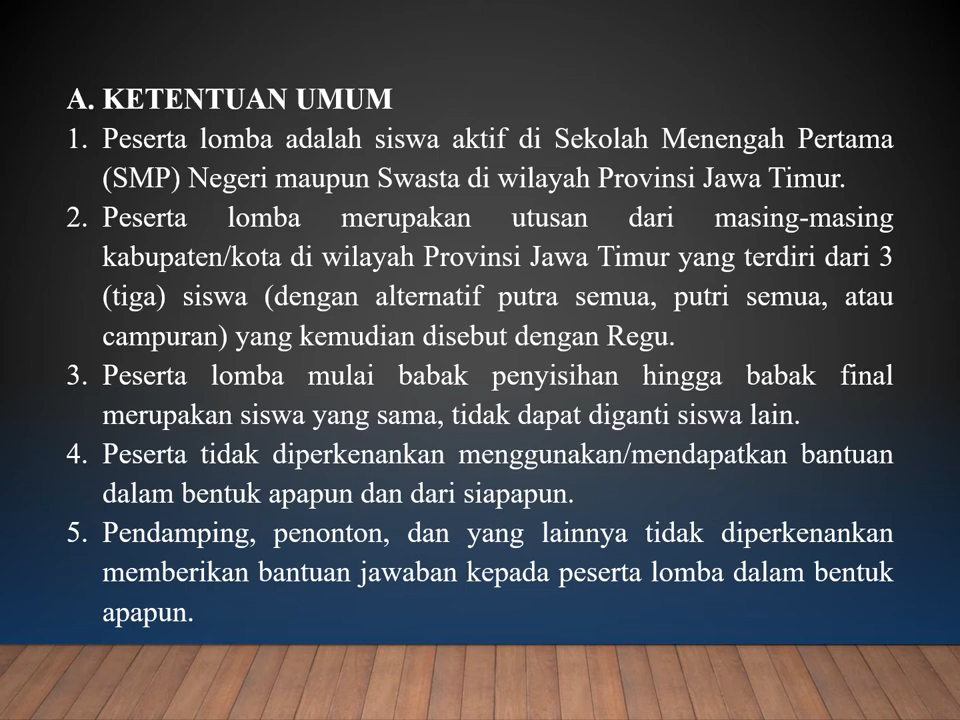 A. KETENTUAN UMUM
1. Peserta lomba adalah siswa aktif di Sekolah Menengah Pertama
(SMP) Negeri maupun Swasta di wilayah Provinsi Jawa Timur.
2. Peserta lomba merupakan utusan dari masing-masing
kabupaten/kota di wilayah Provinsi Jawa Timur yang terdiri dari 3
(tiga) siswa (dengan alternatif putra semua, putri semua, atau
campuran) yang kemudian disebut dengan Regu.
3. Peserta lomba mulai babak penyisihan hingga babak final
merupakan siswa yang sama, tidak dapat diganti siswa lain.
4. Peserta tidak diperkenankan menggunakan/mendapatkan bantuan
dalam bentuk apapun dan dari siapapun.
5. Pendamping, penonton, dan yang lainnya tidak diperkenankan
memberikan bantuan jawaban kepada peserta lomba dalam bentuk
apapun.